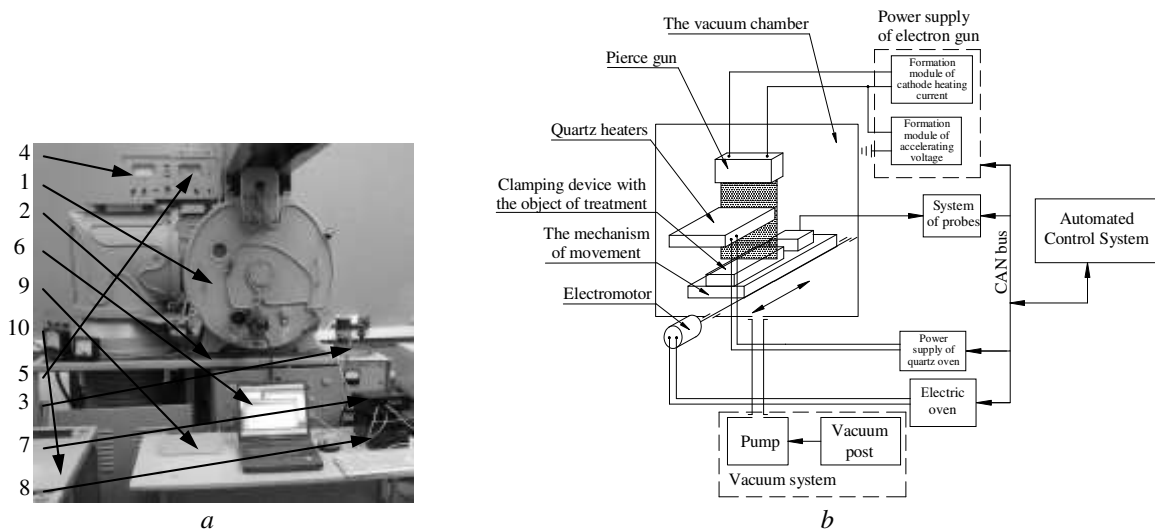 4
1
2
6
9
10
5
3
7
8
a
The vacuum chamber
Pierce gun
Quartz heaters
Clamping device with
the object of treatment
The mechanism
of movement
Electromotor
Power supply
of electron gun
Formation
module of
cathode heating
current
Formation
module of
accelerating
voltage
System
of probes
CAN bus
Automated
Control System
Power
supply of
quartz oven
Electric
oven
Pump
Vacuum
post
Vacuum system
b